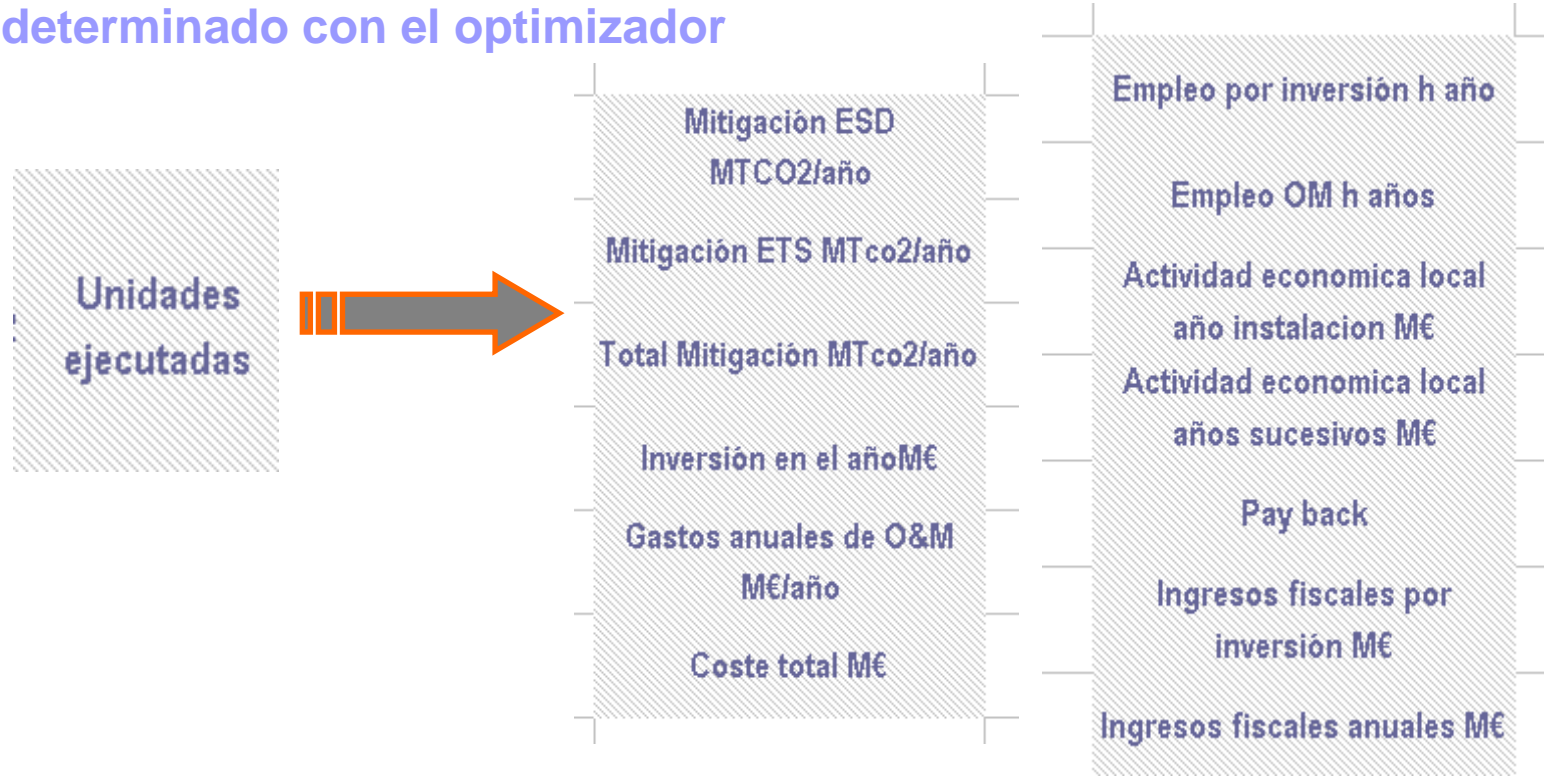 determinado con el optimizador
Unidades
ejecutadas
Mitigación ESD
MTCO2/año
Mitigación ETS MTco2/año
Total Mitigación MTco2/año
Inversión en el añoM€
Gastos anuales de O&M
M€/año
Coste total M€
Empleo por inversión h año
Empleo OM h años
Actividad economica local
año instalacion M€
Actividad economica local
años sucesivos M€
Pay back
Ingresos fiscales por
inversión M€
Ingresos fiscales anuales M€